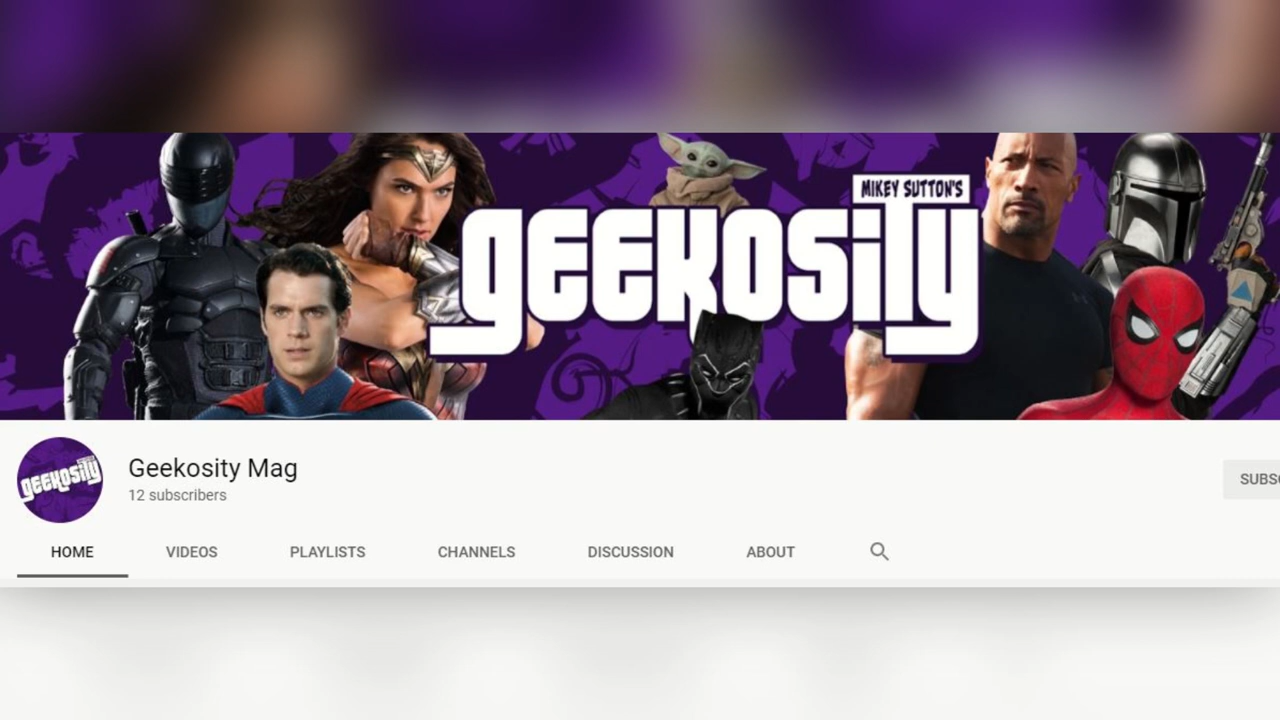 MIKEY SUTTON'S
geekosity
geekosity
Geekosity Mag
12 subscribers
SUBSC
HOME VIDEOS PLAYLISTS CHANNELS DISCUSSION ABOUT